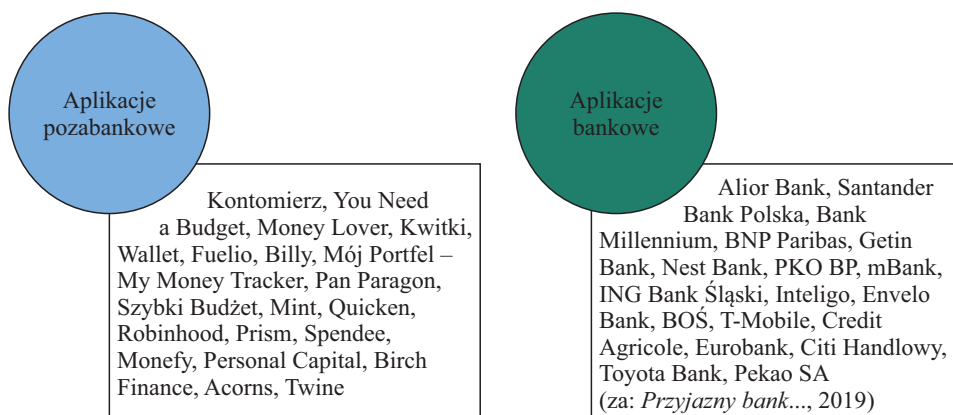 Aplikacje
pozabankowe
Kontomierz, You Need
a Budget, Money Lover, Kwitki,
Wallet, Fuelio, Billy, Mój Portfel –
My Money Tracker, Pan Paragon,
Szybki Budżet, Mint, Quicken,
Robinhood, Prism, Spendee,
Monefy, Personal Capital, Birch
Finance, Acorns, Twine
Aplikacje
bankowe
Alior Bank, Santander
Bank Polska, Bank
Millennium, BNP Paribas, Getin
Bank, Nest Bank, PKO BP, mBank,
ING Bank Śląski, Inteligo, Envelo
Bank, BOŚ, T-Mobile, Credit
Agricole, Eurobank, Citi Handlowy,
Toyota Bank, Pekao SA
(za: Przyjazny bank..., 2019)